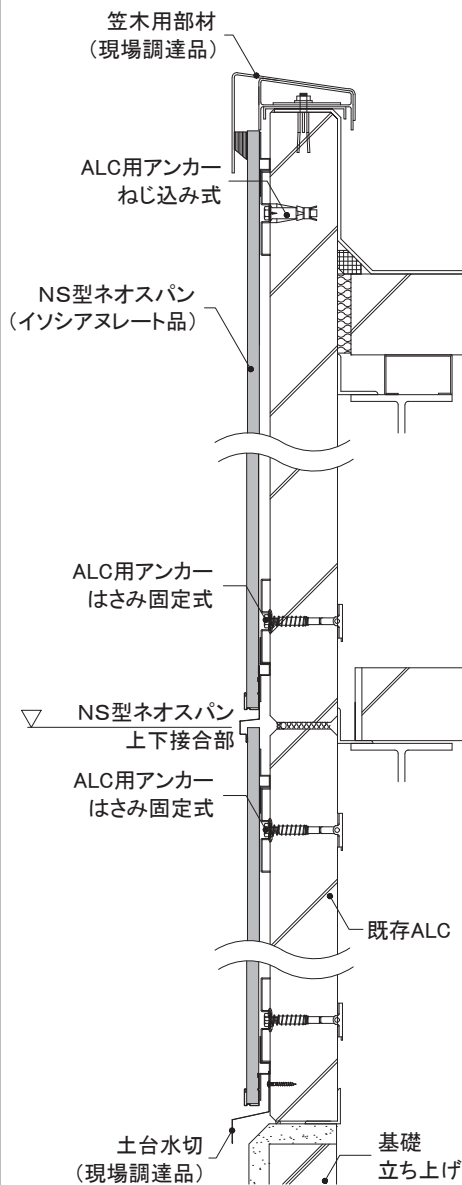 笠木用部材
（現場調達品）
ALC用アンカー
ねじ込み式
NS型ネオスパン
（イソシアヌレート品）
ALC用アンカー
はさみ固定式
NS型ネオスパン
上下接合部
ALC用アンカー
はさみ固定式
既存ALC
土台水切
（現場調達品）
基礎
立ち上げ